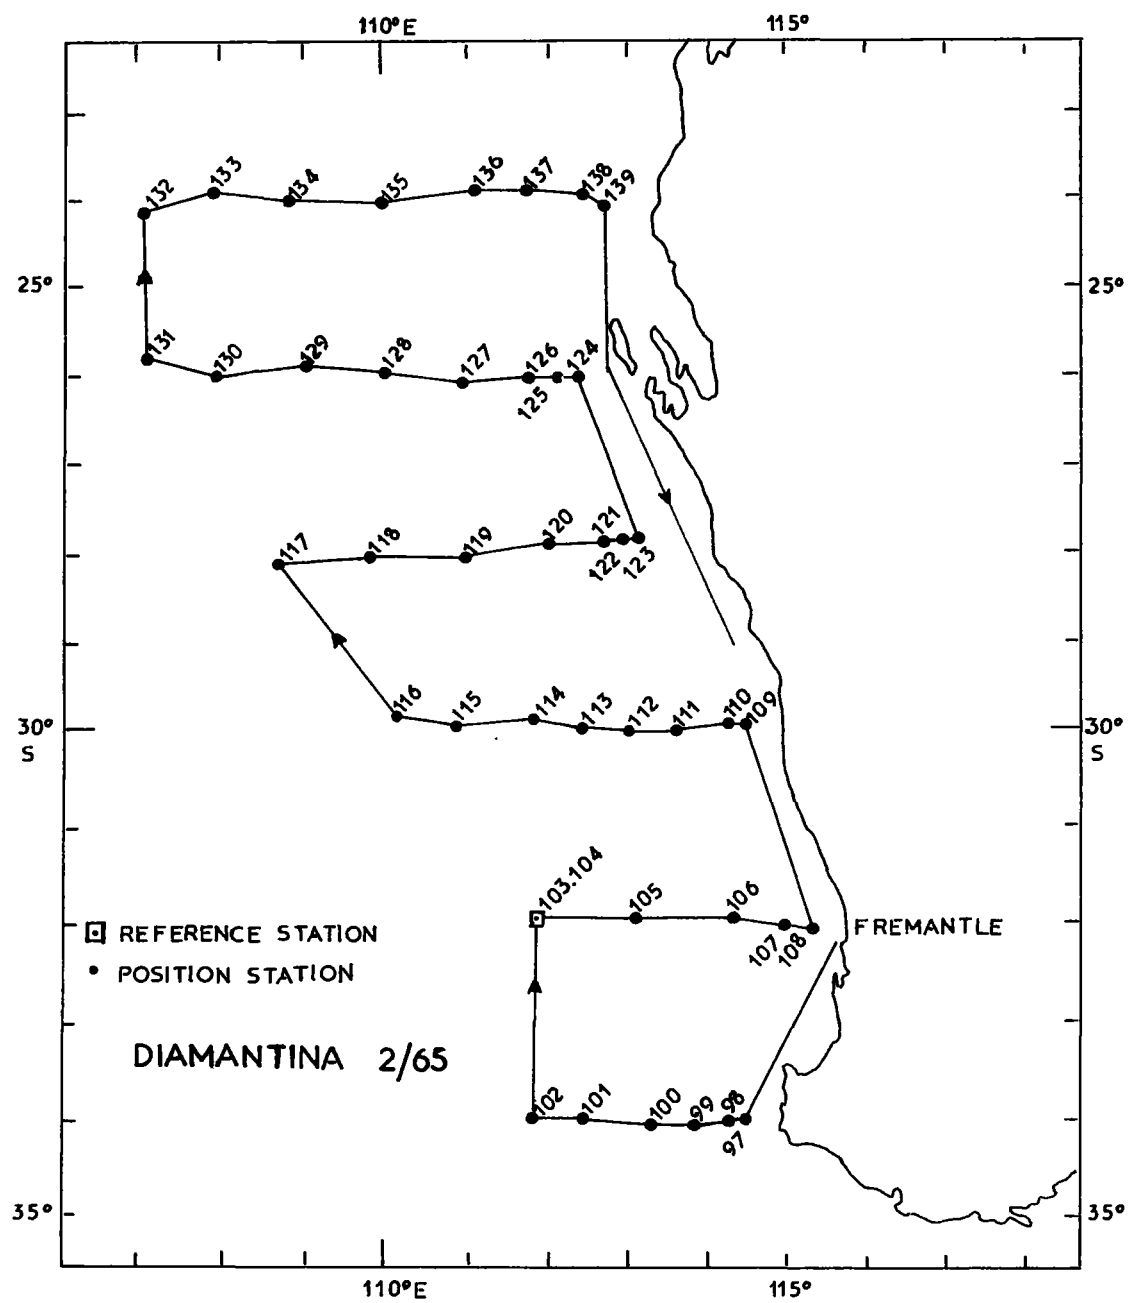 110°E 115°
132 133 134 135 136 137 138 139
25° 25°
131 130 129 128 127 126 124
125
117 118 119 120 121
122 123
116 115 114 113 112 111 110 109
30° 30°
S S
103.104 105 106
107 108
FREMANTLE
REFERENCE STATION
POSITION STATION
DIAMANTINA 2/65
102 101 100 99 98
97
35° 35°
110°E 115°